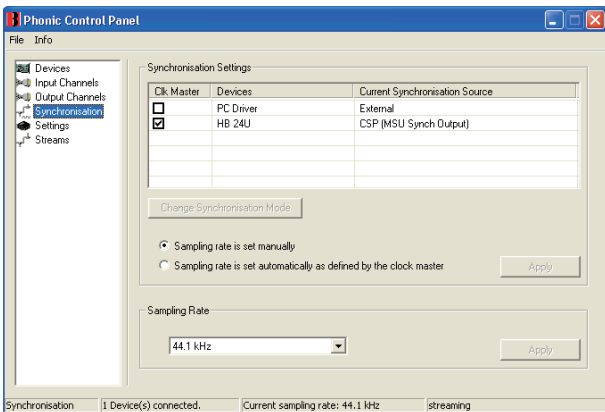 Phonic Control Panel
File Info
Devices
Input Channels
Output Channels
Synchronisation
Settings
Streams
Synchronisation Settings
Clk Master Devices Current Synchronisation Source
PC Driver External
HB 24U CSP (MSU Synch Output)
Change Synchronisation Mode
Sampling rate is set manually
Sampling rate is set automatically as defined by the clock master
Apply
Sampling Rate
44.1 kHz
Apply
Synchronisation 1 Device(s) connected. Current sampling rate: 44.1 kHz streaming